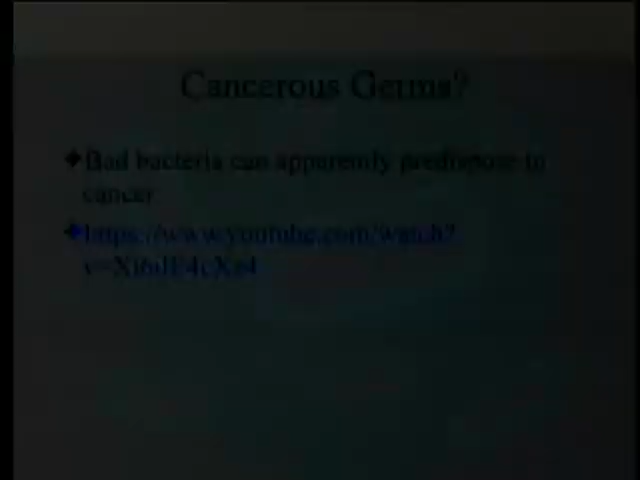 Cancerous Germs?
Bad bacteria can apparently predispose to
cancer
https://www.youtube.com/watch?